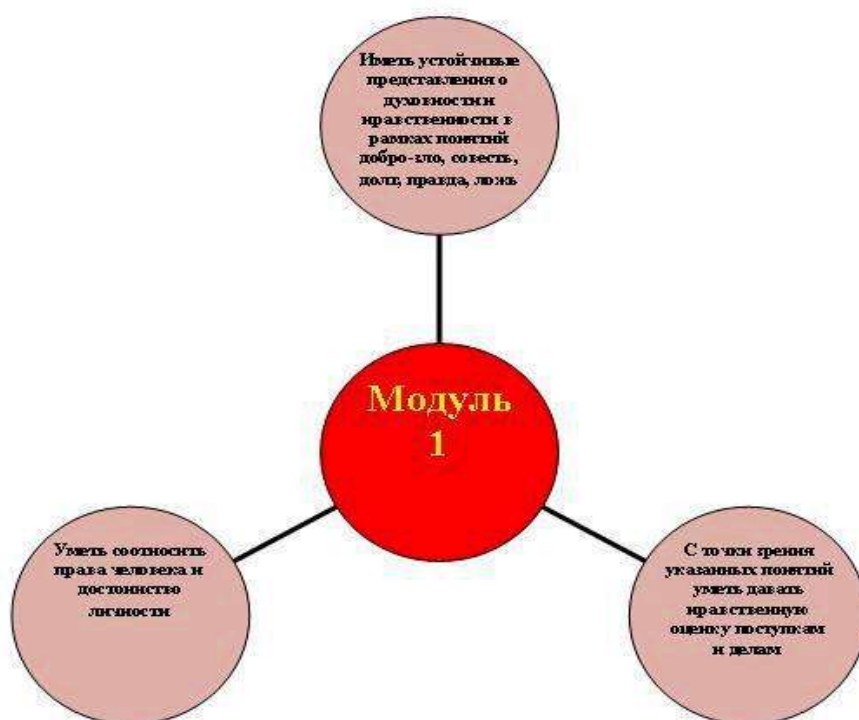 Иметь устойчивые
представления о
духовности и
нравственности в
рамках понятий
добро-зло, совесть,
долг, правда, ложь
Модуль
1
Уметь соотносить
права человека и
достоинство
личности
С точки зрения
указанных понятий
уметь давать
нравственную
оценку поступкам
и делам